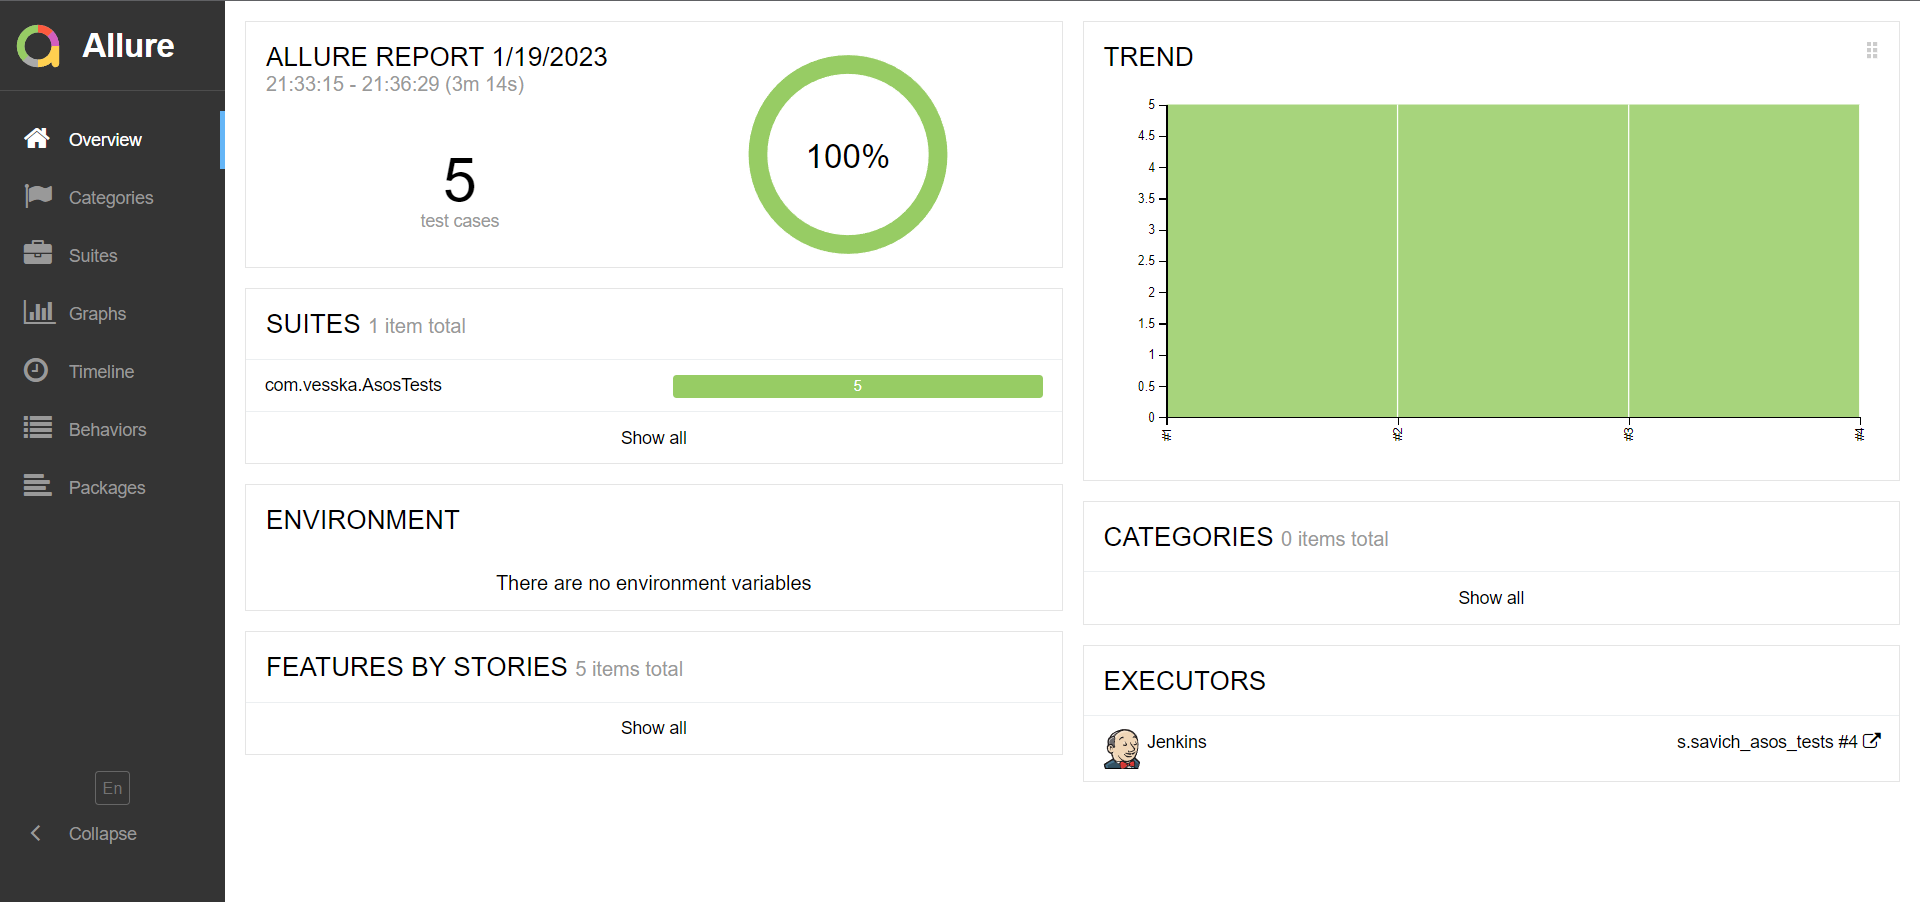 Allure
Overview
Categories
Suites
Graphs
Timeline
Behaviors
Packages
En
Collapse
ALLURE REPORT 1/19/2023
21:33:15 - 21:36:29 (3m 14s)
5
test cases
100%
SUITES 1 item total
com.vesska.AsosTests 5
Show all
ENVIRONMENT
There are no environment variables
FEATURES BY STORIES 5 items total
Show all
TREND
5
4.5
4
3.5
3
2.5
2
1.5
1
0.5
0
#1 #2 #3 #4
CATEGORIES 0 items total
Show all
EXECUTORS
Jenkins s.savich_asos_tests #4